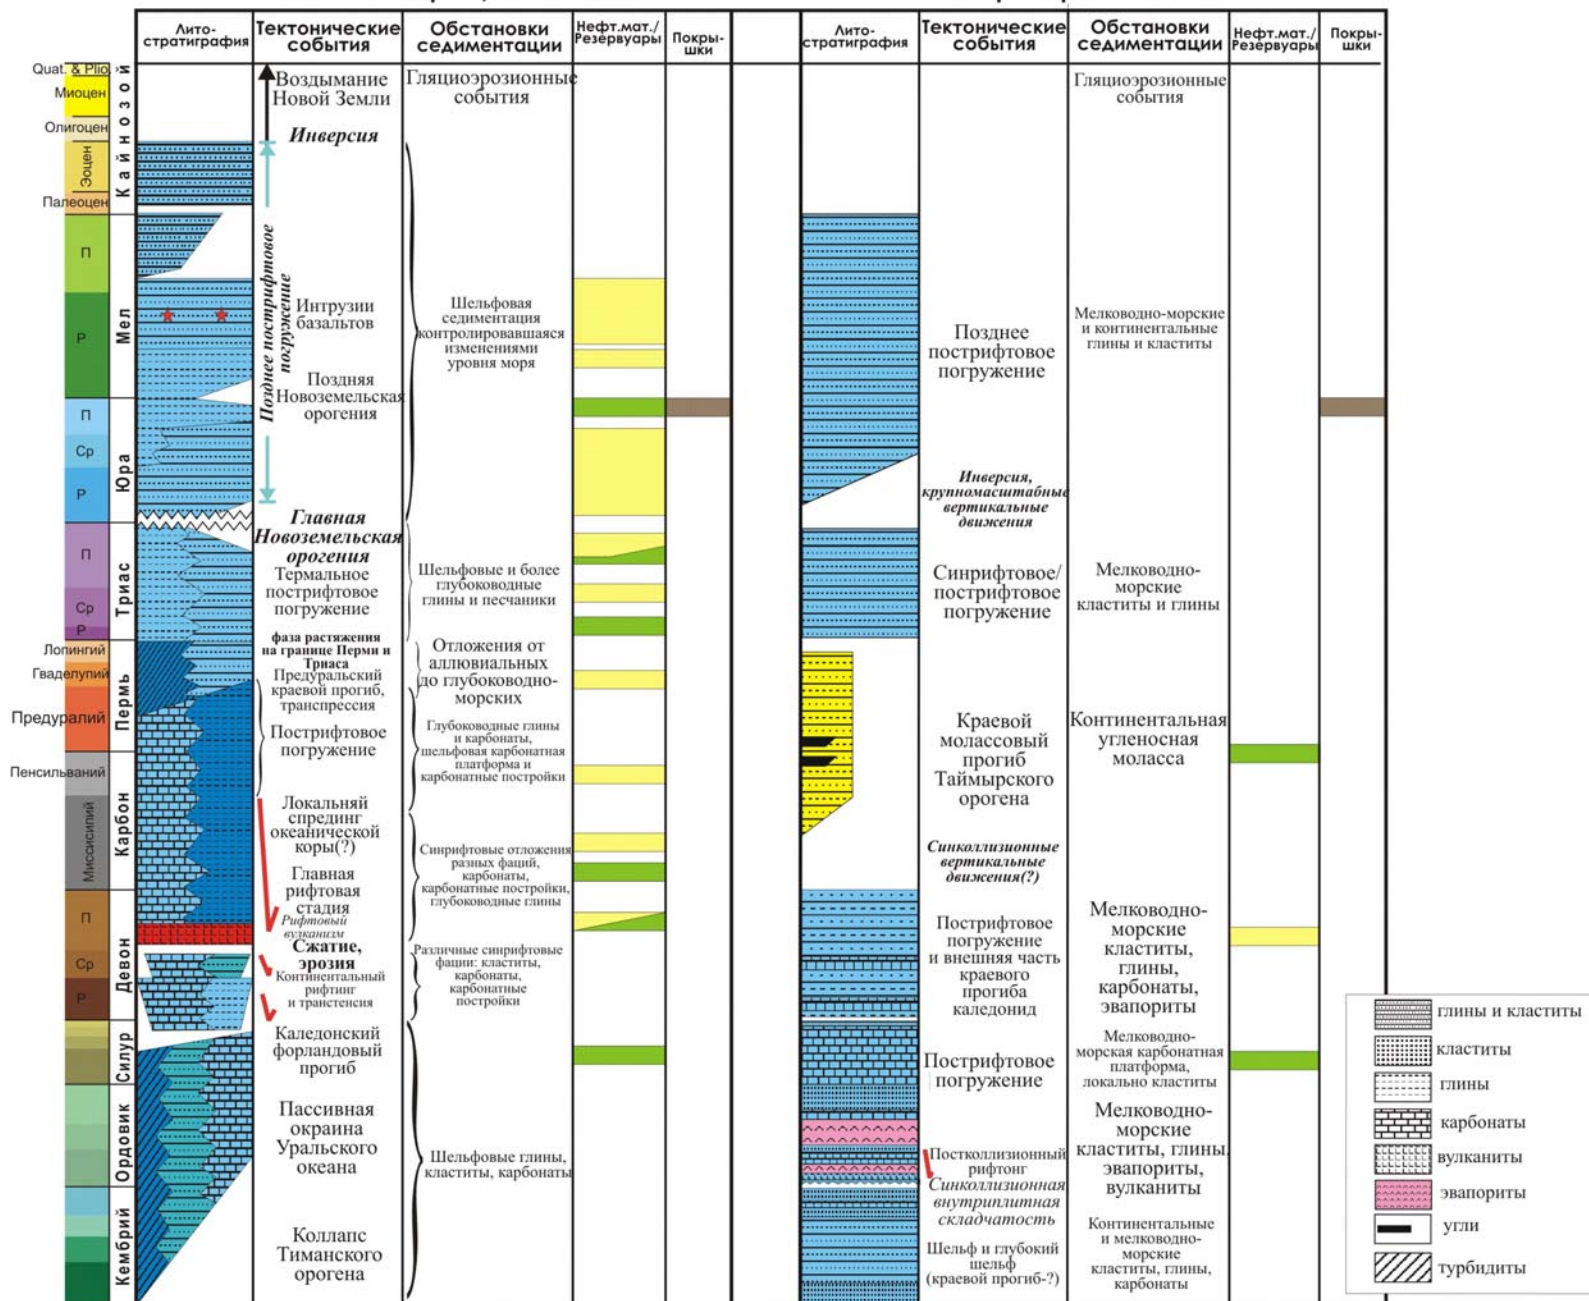 Лито-
стратиграфия
Тектонические
события
Обстановки
седиментации
Нефт.мат./
Резервуары
Покры-
шки
Лито-
стратиграфия
Тектонические
события
Обстановки
седиментации
Нефт.мат./
Резервуары
Покры-
шки
Quat. & Plio.
Миоцен
Олигоцен
Эоцен
Палеоцен
П
Р
П
Ср
Р
П
Ср
Р
Лопингий
Гваделупий
Предуралий
Пенсильваний
Миссисипий
П
Ср
Р
Кайнозой
Мел
Юра
Триас
Пермь
Карбон
Девон
Силур
Ордовик
Кембрий
Воздымание
Новой Земли
Инверсия
Позднее пострифтовое
погружение
Интрузии
базальтов
Поздняя
Новоземельская
орогения
Главная
Новоземельская
орогения
Термальное
пострифтовое
погружение
фаза растяжения
на границе Перми и
Триаса
Предуральский
краевой прогиб,
транспрессия
Пострифтовое
погружение
Локальняй
спрединг
океанической
коры(?)
Главная
рифтовая
стадия
Рифтовый
вулканизм
Сжатие,
эрозия
Континентальный
рифтинг
и транстенсия
Каледонский
форландовый
прогиб
Пассивная
окраина
Уральского
океана
Коллапс
Тиманского
орогена
Гляциоэрозионные
события
Шельфовая
седиментация
контролировавшаяся
изменениями
уровня моря
Шельфовые и более
глубоководные
глины и песчаники
Отложения от
аллювиальных
до глубоководно-
морских
Глубоководные глины
и карбонаты,
шельфовая карбонатная
платформа и
карбонатные постройки
Синрифтовые отложения
разных фаций,
карбонаты,
карбонатные постройки,
глубоководные глины
Различные синрифтовые
фации: кластиты,
карбонаты,
карбонатные
постройки
Шельфовые глины,
кластиты, карбонаты
Позднее
пострифтовое
погружение
Инверсия,
крупномасштабные
вертикальные
движения
Синрифтовое/
пострифтовое
погружение
Краевой
молассовый
прогиб
Таймырского
орогена
Синколлизионные
вертикальные
движения(?)
Пострифтовое
погружение
и внешняя часть
краевого
прогиба
каледонид
Пострифтовое
погружение
Постколлизионный
рифтонг
Синколлизионная
внутриплитная
складчатость
Шельф и глубокий
шельф
(краевой прогиб-?)
Гляциоэрозионные
события
Мелководно-морские
и континентальные
глины и кластиты
Мелководно-
морские
кластиты и глины
Континентальная
угленосная
моласса
Мелководно-
морские
кластиты,
глины,
карбонаты,
эвапориты
Мелководно-
морская карбонатная
платформа,
локально кластиты
Мелководно-
морские
кластиты, глины,
эвапориты,
вулканиты
Континентальные
и мелководно-
морские
кластиты, глины,
карбонаты
глины и кластиты
кластиты
глины
карбонаты
вулканиты
эвапориты
угли
турбидиты